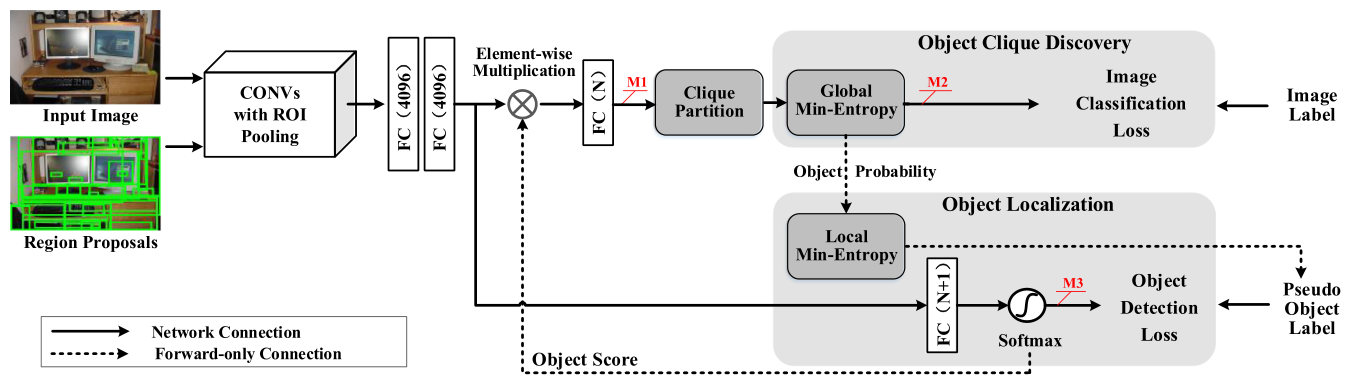 Input Image
Region Proposals
CONVs
with ROI
Pooling
FC (4096)
FC (4096)
Element-wise
Multiplication
FC (N)
M1
Clique
Partition
Object Clique Discovery
Global
Min-Entropy
M2
Image
Classification
Loss
Image
Label
Object Probability
Object Localization
Local
Min-Entropy
FC (N+1)
Softmax
M3
Object
Detection
Loss
Pseudo
Object
Label
Object Score
Network Connection
Forward-only Connection